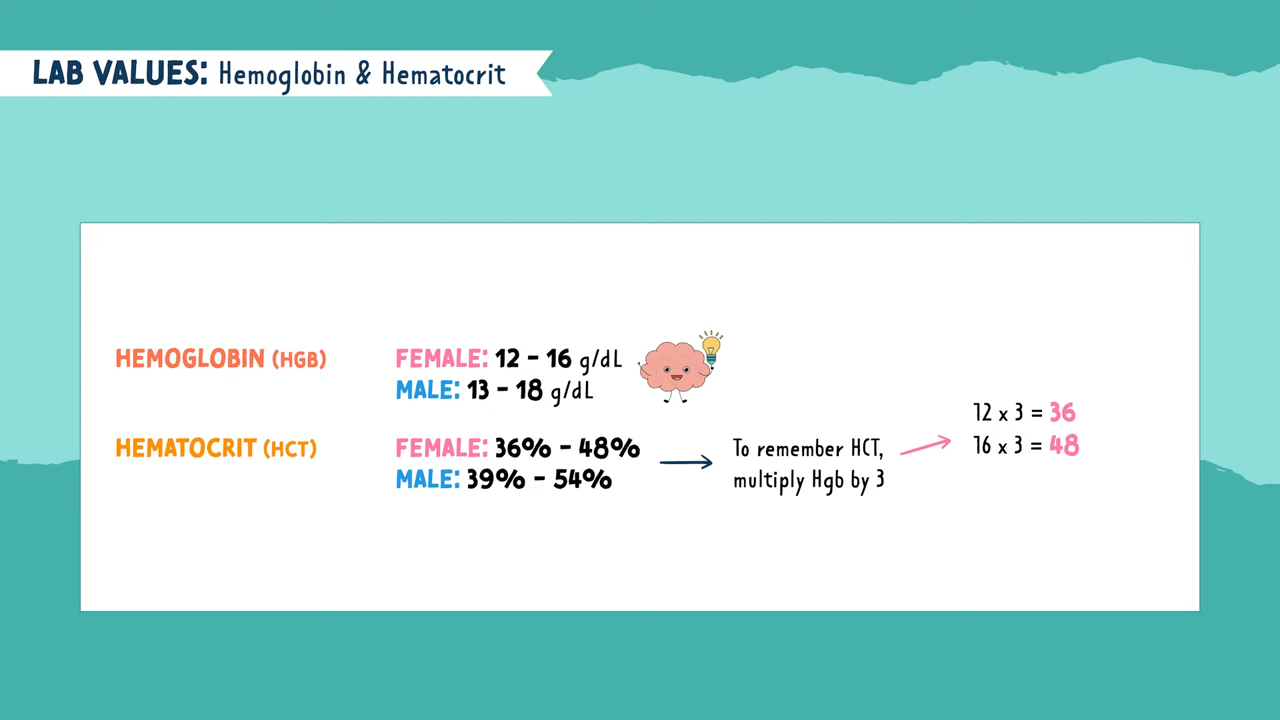 LAB VALUES: Hemoglobin & Hematocrit
HEMOGLOBIN (HGB)
FEMALE: 12 - 16 g/dL
MALE: 13 - 18 g/dL
HEMATOCRIT (HCT)
FEMALE: 36% - 48%
MALE: 39% - 54%
To remember HCT,
multiply Hgb by 3
12 x 3 = 36
16 x 3 = 48